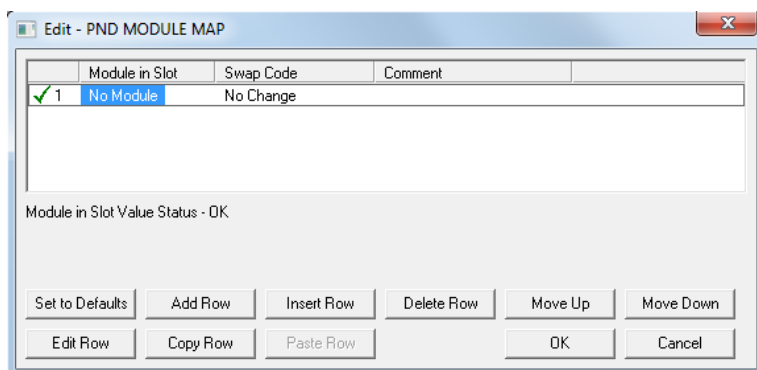 Edit - PND MODULE MAP
Module in Slot Swap Code Comment
1 No Module No Change
Module in Slot Value Status - OK
Set to Defaults Add Row Insert Row Delete Row Move Up Move Down
Edit Row Copy Row Paste Row OK Cancel